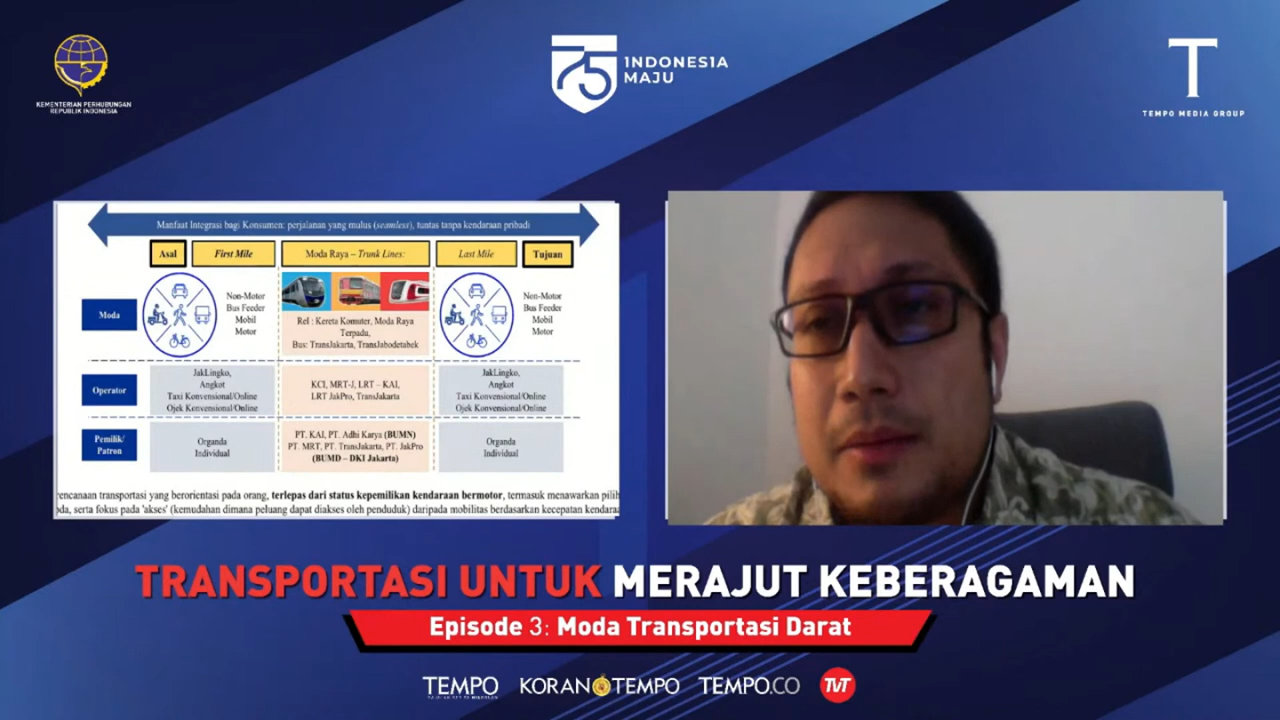 KEMENTERIAN PERHUBUNGAN
REPUBLIK INDONESIA
75 INDONESIA
MAJU
T
TEMPO MEDIA GROUP
Manfaat Integrasi bagi Konsumen: perjalanan yang mulus (seamless), tuntas tanpa kendaraan pribadi
Asal
First Mile
Moda Raya – Trunk Lines:
Last Mile
Tujuan
Moda
Non-Motor
Bus Feeder
Mobil
Motor
Rel : Kereta Komuter, Moda Raya
Terpadu,
Bus: TransJakarta, TransJabodetabek
Non-Motor
Bus Feeder
Mobil
Motor
Operator
JakLingko,
Angkot
Taxi Konvensional/Online
Ojek Konvensional/Online
KCI, MRT-J, LRT – KAI,
LRT JakPro, TransJakarta
JakLingko,
Angkot
Taxi Konvensional/Online
Ojek Konvensional/Online
Pemilik/
Patron
Organda
Individual
PT. KAI, PT. Adhi Karya (BUMN)
PT. MRT, PT. TransJakarta, PT. JakPro
(BUMD – DKI Jakarta)
Organda
Individual
rencanaan transportasi yang berorientasi pada orang, terlepas dari status kepemilikan kendaraan bermotor, termasuk menawarkan pilih
oda, serta fokus pada 'akses' (kemudahan dimana peluang dapat diakses oleh penduduk) daripada mobilitas berdasarkan kecepatan kendara
TRANSPORTASI UNTUK MERAJUT KEBERAGAMAN
Episode 3: Moda Transportasi Darat
TEMPO KORAN TEMPO TEMPO.CO TVT